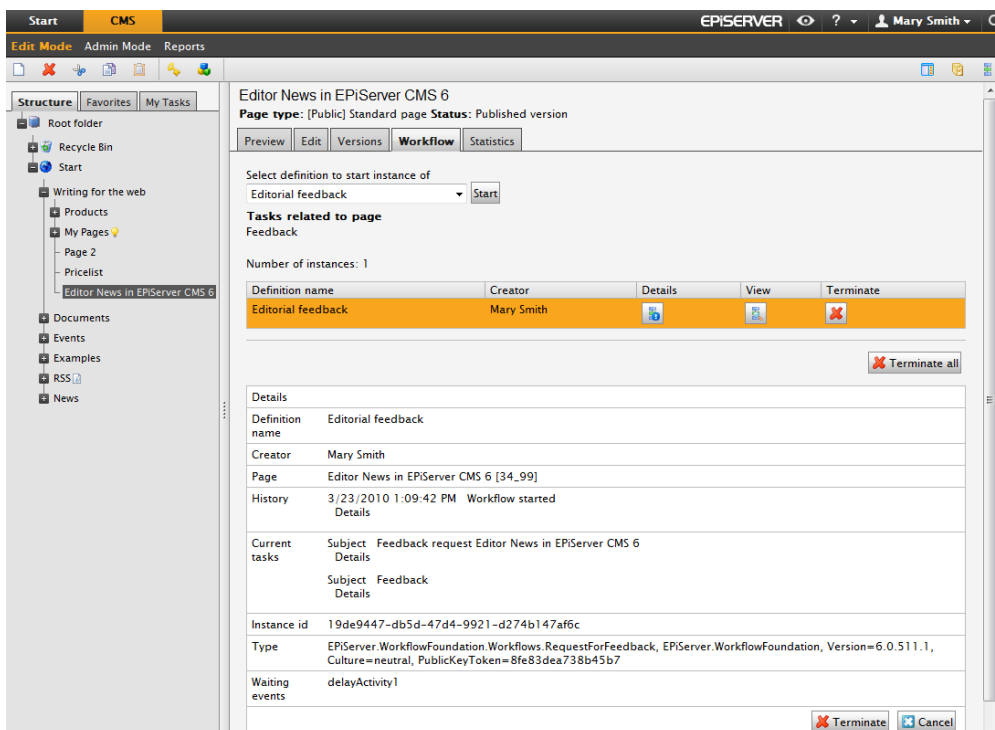 Start CMS EPiSERVER ? Mary Smith
Edit Mode Admin Mode Reports
Structure Favorites My Tasks
Root folder
Recycle Bin
Start
Writing for the web
Products
My Pages
Page 2
Pricelist
Editor News in EPiServer CMS 6
Documents
Events
Examples
RSS
News
Editor News in EPiServer CMS 6
Page type: [Public] Standard page Status: Published version
Preview Edit Versions Workflow Statistics
Select definition to start instance of
Editorial feedback Start
Tasks related to page
Feedback
Number of instances: 1
Definition name Creator Details View Terminate
Editorial feedback Mary Smith
Terminate all
Details
Definition name Editorial feedback
Creator Mary Smith
Page Editor News in EPiServer CMS 6 [34_99]
History 3/23/2010 1:09:42 PM Workflow started
Details
Current tasks Subject Feedback request Editor News in EPiServer CMS 6
Details
Subject Feedback
Details
Instance id 19de9447-db5d-47d4-9921-d274b147af6c
Type EPiServer.WorkflowFoundation.Workflows.RequestForFeedback, EPiServer.WorkflowFoundation, Version=6.0.511.1,
Culture=neutral, PublicKeyToken=8fe83dea738b45b7
Waiting events delayActivity1
Terminate Cancel